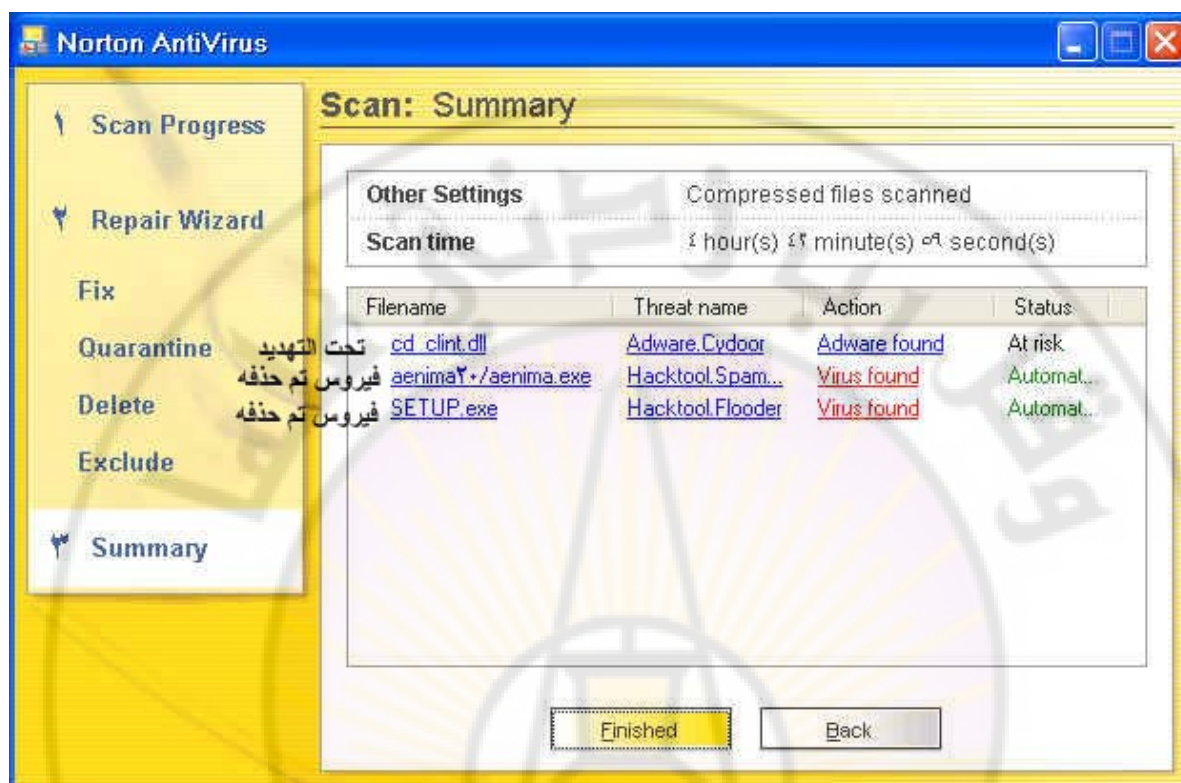 Norton AntiVirus
١ Scan Progress
٢ Repair Wizard
Fix
Quarantine
Delete
Exclude
٣ Summary
Scan: Summary
Other Settings Compressed files scanned
Scan time ٤ hour(s) ٤٣ minute(s) ٥٩ second(s)
Filename Threat name Action Status
تحت التهديد cd_clint.dll Adware.Cydoor Adware found At risk
فيروس تم حذفه aenima٢٠/aenima.exe Hacktool.Spam... Virus found Automat...
فيروس تم حذفه SETUP.exe Hacktool.Flooder Virus found Automat...
Finished Back